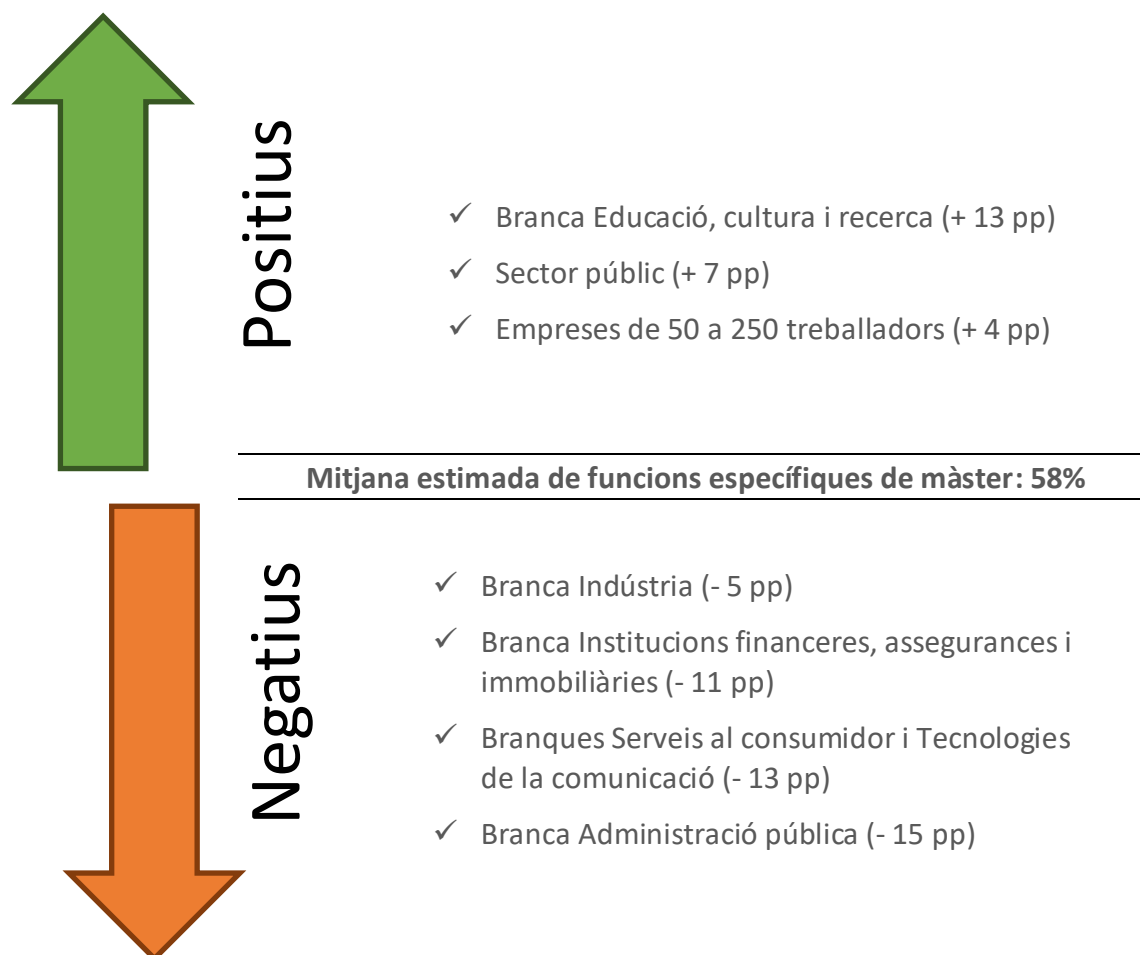 Positius
Branca Educació, cultura i recerca (+ 13 pp)
Sector públic (+ 7 pp)
Empreses de 50 a 250 treballadors (+ 4 pp)
Mitjana estimada de funcions específiques de màster: 58%
Negatius
Branca Indústria (- 5 pp)
Branca Institucions financeres, assegurances i
immobiliàries (- 11 pp)
Branques Serveis al consumidor i Tecnologies
de la comunicació (- 13 pp)
Branca Administració pública (- 15 pp)